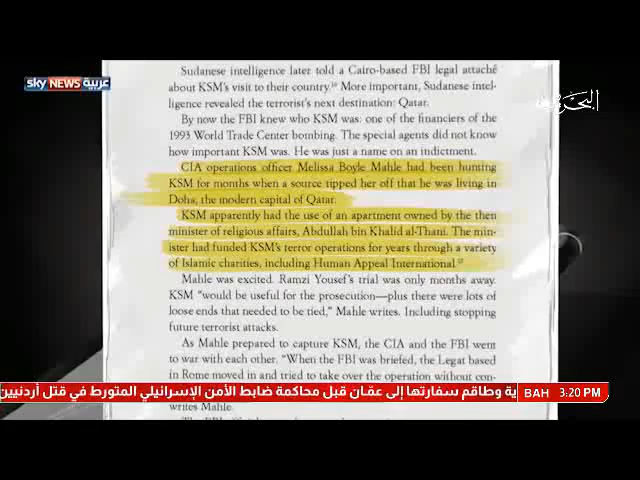 sky NEWS عربية
البحرين
Sudanese intelligence later told a Cairo-based FBI legal attaché
about KSM's visit to their country.¹⁶ More important, Sudanese intel-
ligence revealed the terrorist's next destination: Qatar.
By now the FBI knew who KSM was: one of the financiers of the
1993 World Trade Center bombing. The special agents did not know
how important KSM was. He was just a name on an indictment.
CIA operations officer Melissa Boyle Mahle had been hunting
KSM for months when a source tipped her off that he was living in
Doha, the modern capital of Qatar.
KSM apparently had the use of an apartment owned by the then
minister of religious affairs, Abdullah bin Khalid al-Thani. The min-
ister had funded KSM's terror operations for years through a variety
of Islamic charities, including Human Appeal International.¹⁷
Mahle was excited. Ramzi Yousef's trial was only months away.
KSM “would be useful for the prosecution—plus there were lots of
loose ends that needed to be tied,” Mahle writes. Including stopping
future terrorist attacks.
As Mahle prepared to capture KSM, the CIA and the FBI went
to war with each other. “When the FBI was briefed, the Legat based
in Rome moved in and tried to take over the operation without con-
ية وطاقم سفارتها إلى عمّان قبل محاكمة ضابط الأمن الإسرائيلي المتورط في قتل أردنيين
BAH 3:20 PM
writes Mahle.